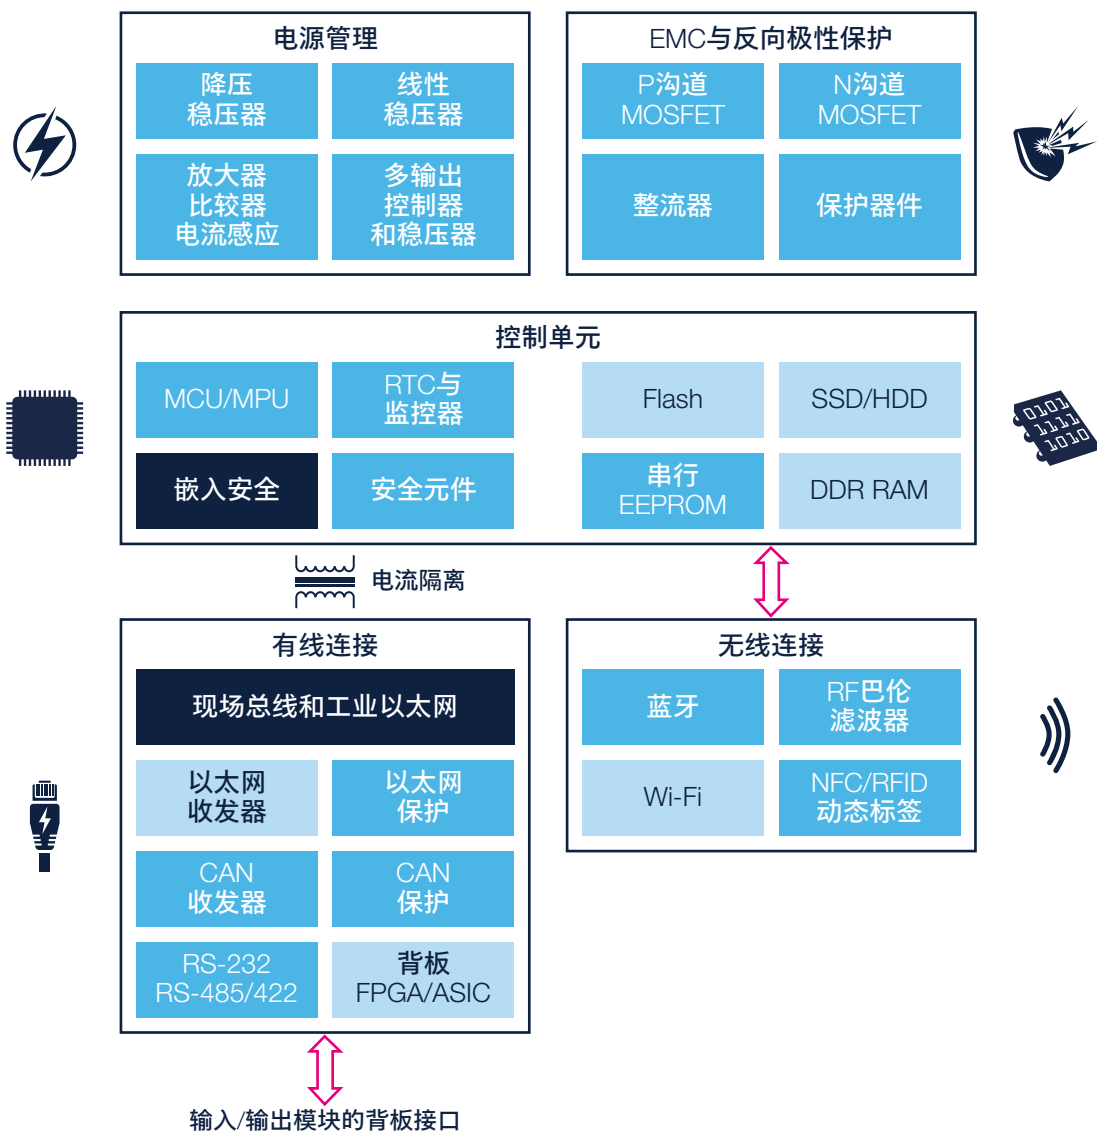 电源管理
降压
稳压器
线性
稳压器
放大器
比较器
电流感应
多输出
控制器
和稳压器
EMC与反向极性保护
P沟道
MOSFET
N沟道
MOSFET
整流器
保护器件
控制单元
MCU/MPU
RTC与
监控器
Flash
SSD/HDD
嵌入安全
安全元件
串行
EEPROM
DDR RAM
0101
1111
1010
电流隔离
有线连接
现场总线和工业以太网
以太网
收发器
以太网
保护
CAN
收发器
CAN
保护
RS-232
RS-485/422
背板
FPGA/ASIC
无线连接
蓝牙
RF巴伦
滤波器
Wi-Fi
NFC/RFID
动态标签
输入/输出模块的背板接口